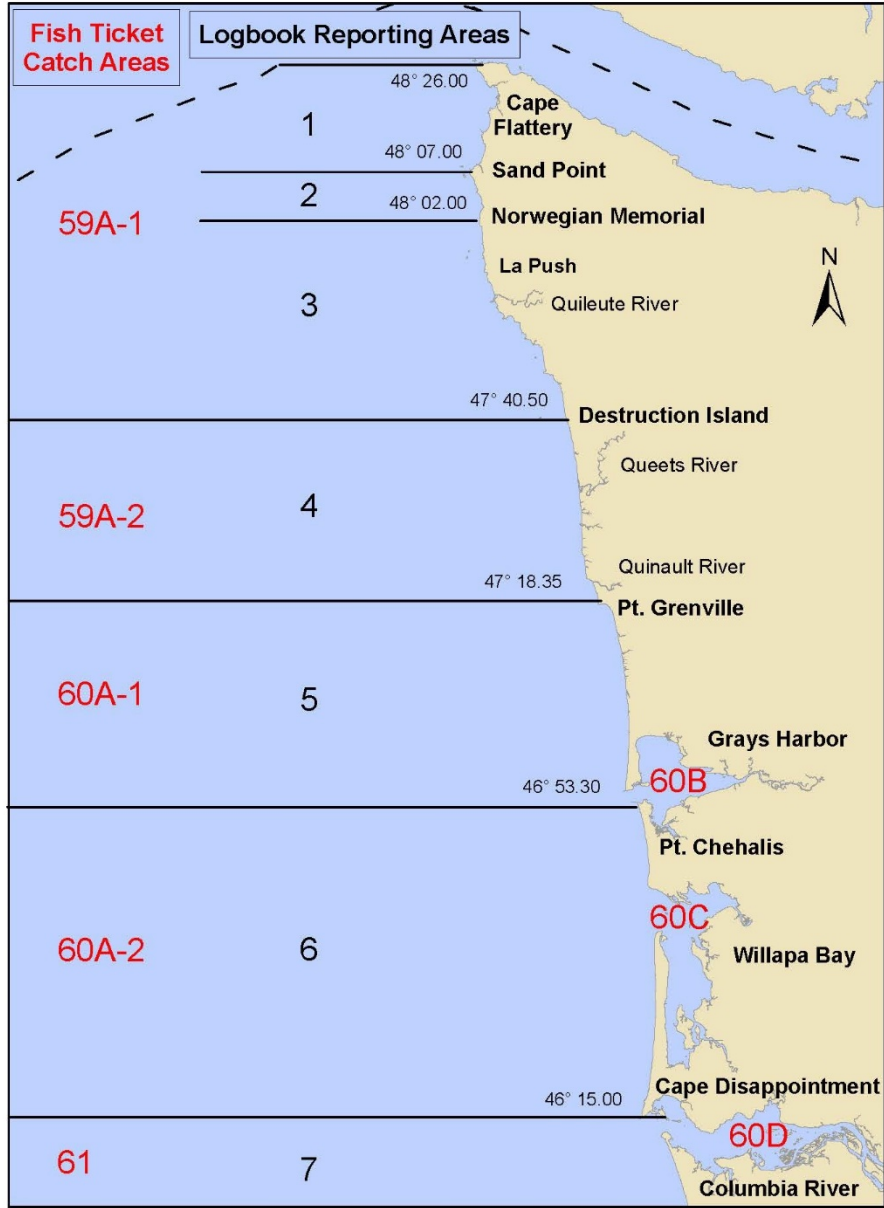 Fish Ticket
Catch Areas
Logbook Reporting Areas
48° 26.00
Cape
Flattery
1
48° 07.00
Sand Point
2
48° 02.00
Norwegian Memorial
59A-1
La Push
N
3
Quileute River
47° 40.50
Destruction Island
Queets River
59A-2
4
Quinault River
47° 18.35
Pt. Grenville
60A-1
5
Grays Harbor
60B
46° 53.30
Pt. Chehalis
60C
60A-2
6
Willapa Bay
Cape Disappointment
46° 15.00
60D
61
7
Columbia River